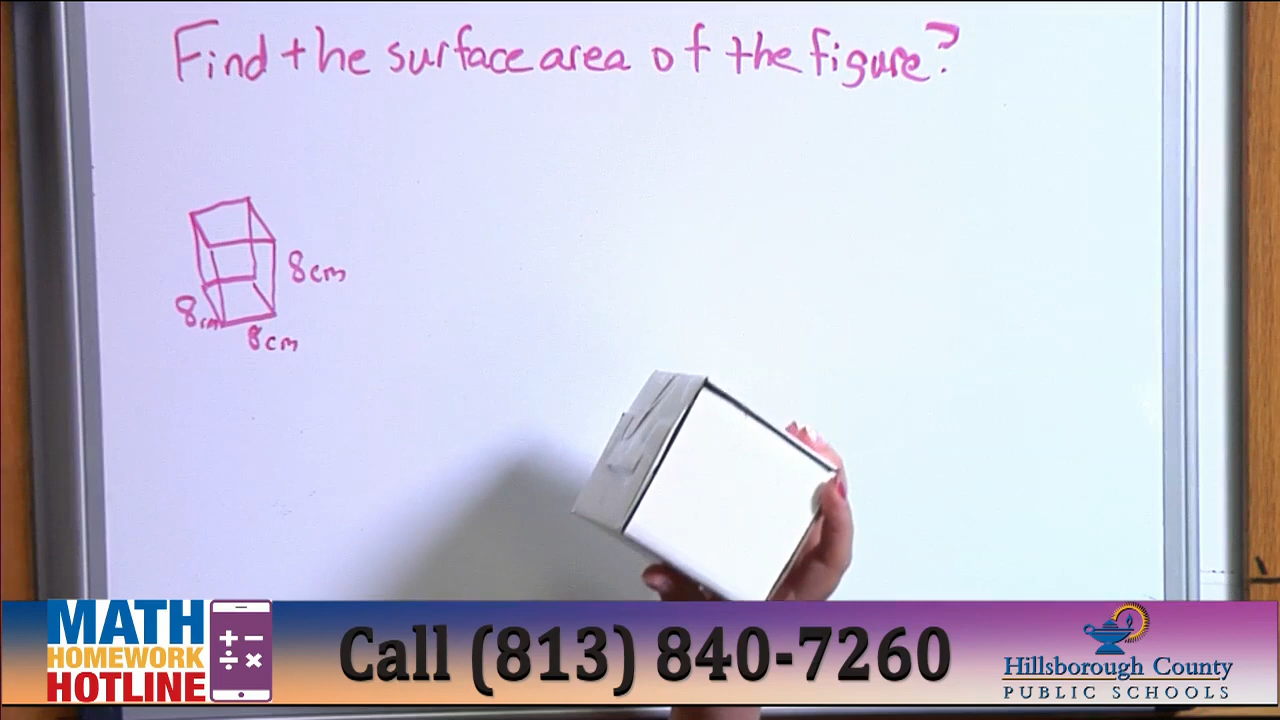 Find the surface area of the figure?
8cm
8cm
8cm
MATH
HOMEWORK
HOTLINE
Call (813) 840-7260
Hillsborough County
PUBLIC SCHOOLS